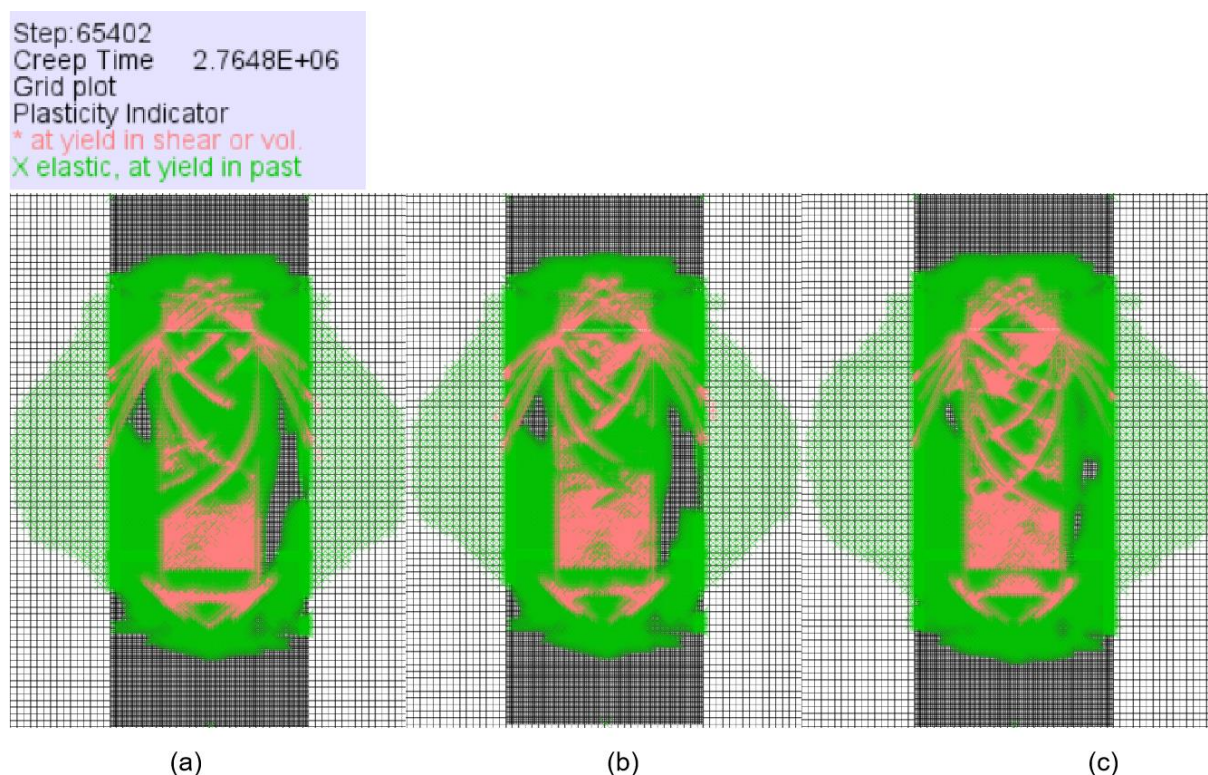 Step:65402
Creep Time 2.7648E+06
Grid plot
Plasticity Indicator
* at yield in shear or vol.
X elastic, at yield in past
(a) (b) (c)